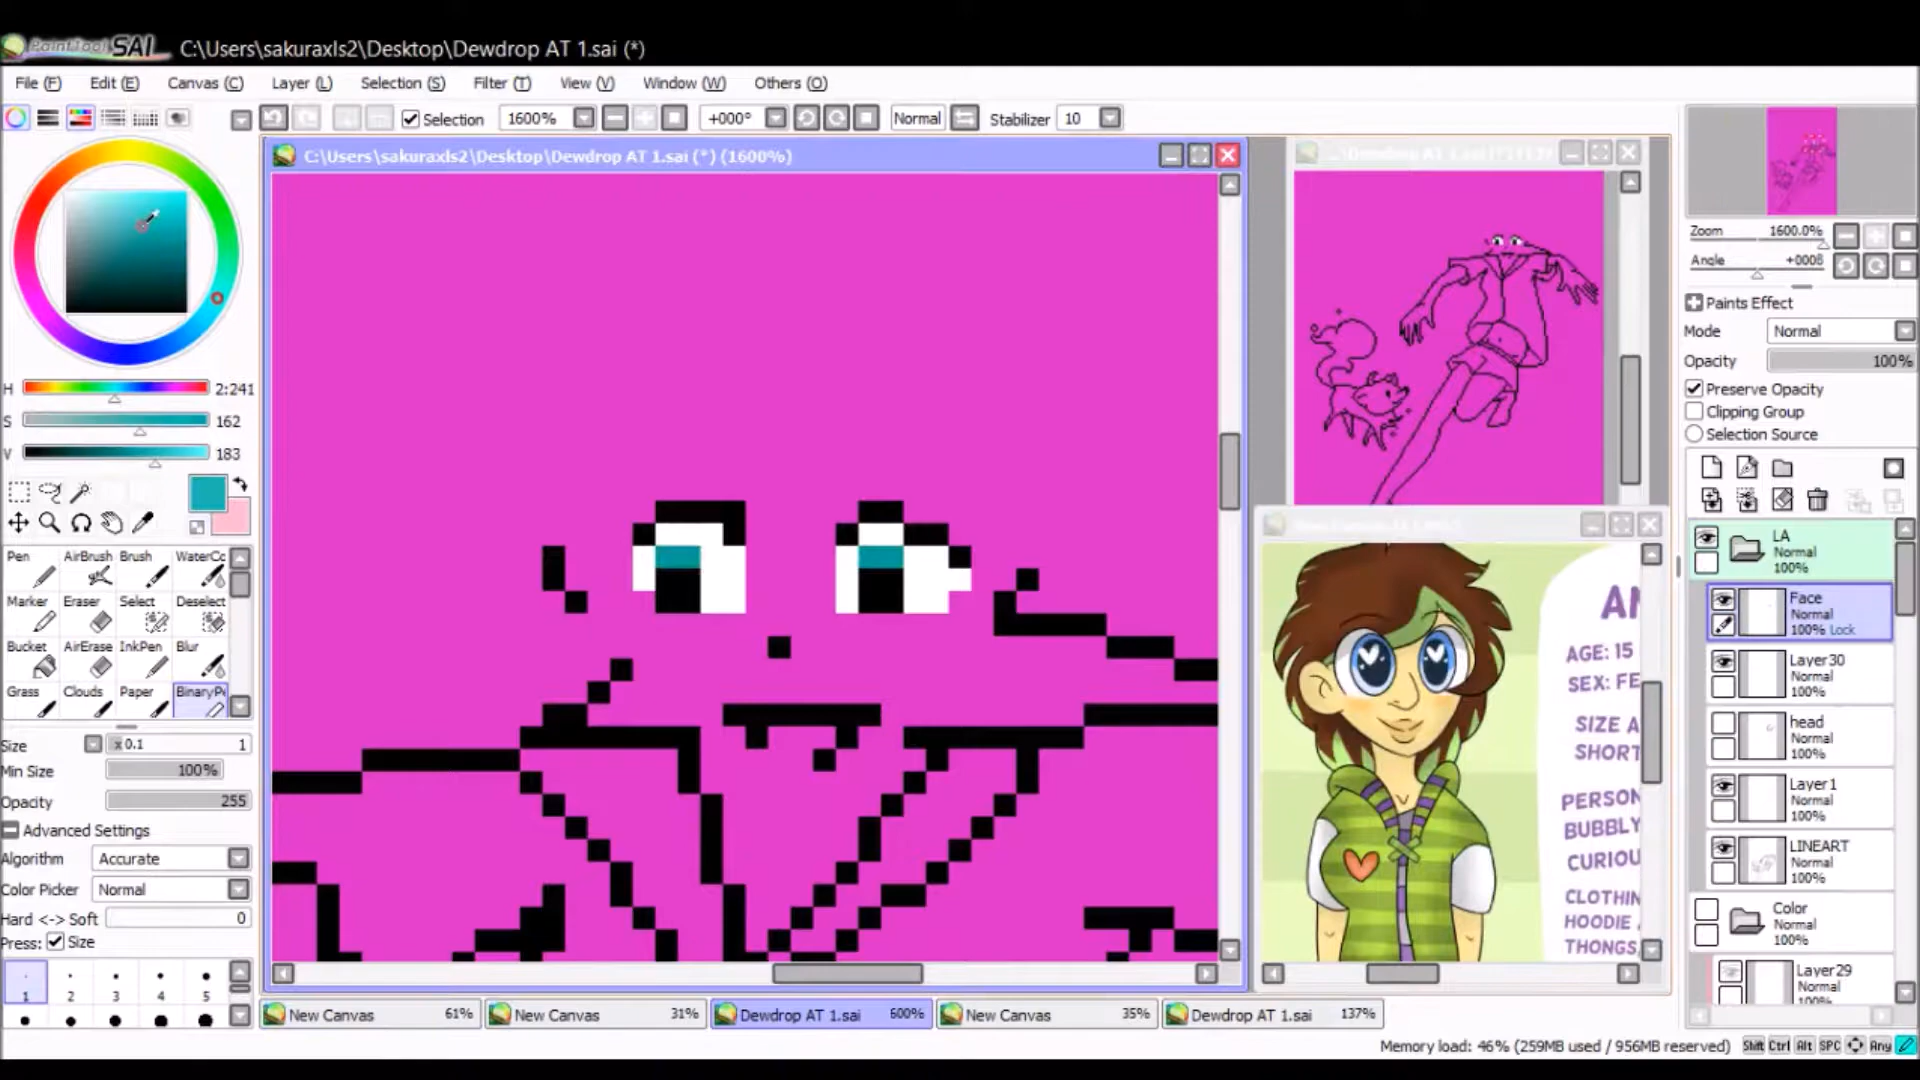 PaintTool SAI C:\Users\sakuraxls2\Desktop\Dewdrop AT 1.sai (*)
File (F) Edit (E) Canvas (C) Layer (L) Selection (S) Filter (T) View (V) Window (W) Others (O)
Selection 1600% +000° Normal Stabilizer 10
C:\Users\sakuraxls2\Desktop\Dewdrop AT 1.sai (*) (1600%)
Zoom 1600.0%
Angle +000
Paints Effect
Mode Normal
Opacity 100%
Preserve Opacity
Clipping Group
Selection Source
H 2:241
S 162
V 183
Pen AirBrush Brush WaterCo
Marker Eraser Select Deselect
Bucket AirErase InkPen Blur
Grass Clouds Paper BinaryPe
Size x 0.1 1
Min Size 100%
Opacity 255
Advanced Settings
Algorithm Accurate
Color Picker Normal
Hard <-> Soft 0
Press: Size
1 2 3 4 5
AGE: 15
SEX: FE
SIZE A
SHORT
PERSON
BUBBLY
CURIOU
CLOTHIN
HOODIE
THONGS
LA
Normal
100%
Face
Normal
100% Lock
Layer30
Normal
100%
head
Normal
100%
Layer1
Normal
100%
LINEART
Normal
100%
Color
Normal
100%
Layer29
Normal
100%
New Canvas 61% New Canvas 31% Dewdrop AT 1.sai 600% New Canvas 35% Dewdrop AT 1.sai 137%
Memory load: 46% (259MB used / 956MB reserved) Shift Ctrl Alt SPC Any